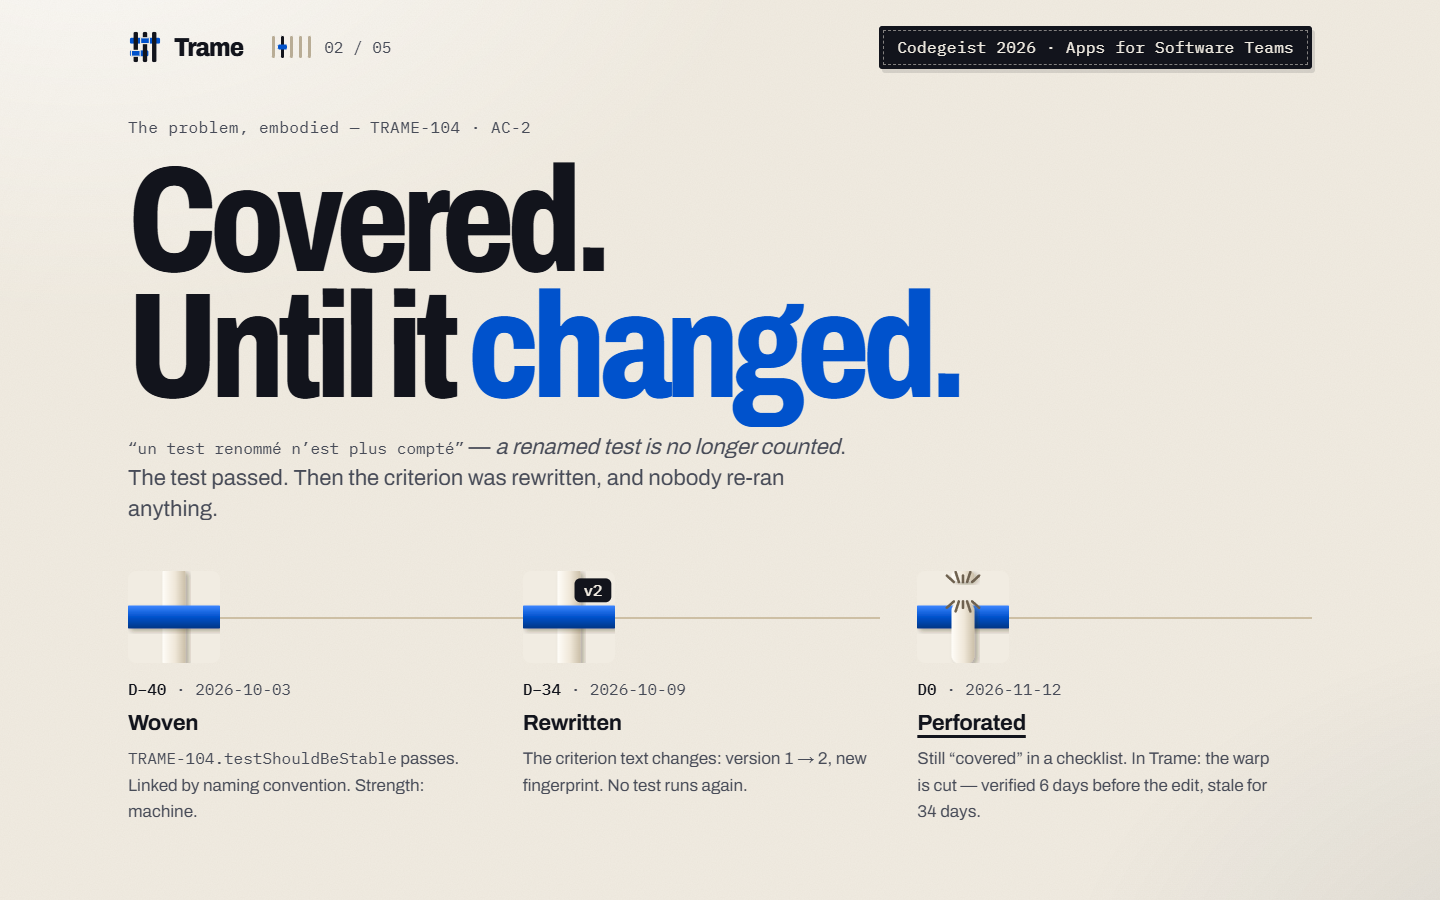 Trame
02 / 05
Codegeist 2026 · Apps for Software Teams
The problem, embodied — TRAME-104 · AC-2
Covered.
Until it changed.
“un test renommé n’est plus compté” — a renamed test is no longer counted.
The test passed. Then the criterion was rewritten, and nobody re-ran
anything.
v2
D−40 · 2026-10-03
Woven
TRAME-104.testShouldBeStable passes.
Linked by naming convention. Strength:
machine.
D−34 · 2026-10-09
Rewritten
The criterion text changes: version 1 → 2, new
fingerprint. No test runs again.
D0 · 2026-11-12
Perforated
Still “covered” in a checklist. In Trame: the warp
is cut — verified 6 days before the edit, stale for
34 days.